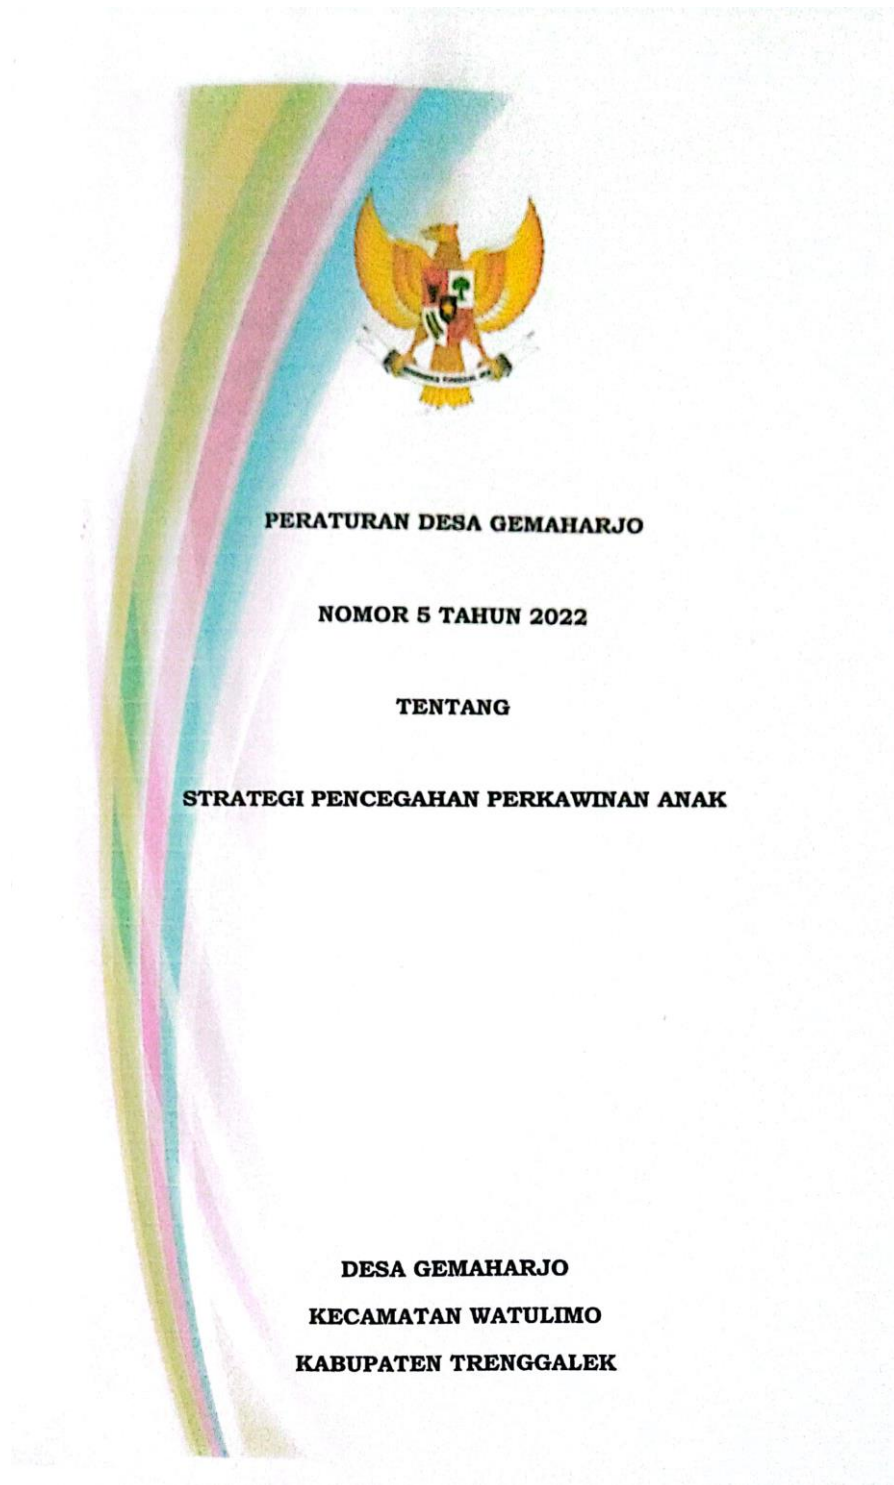 PERATURAN DESA GEMAHARJO
NOMOR 5 TAHUN 2022
TENTANG
STRATEGI PENCEGAHAN PERKAWINAN ANAK
DESA GEMAHARJO
KECAMATAN WATULIMO
KABUPATEN TRENGGALEK